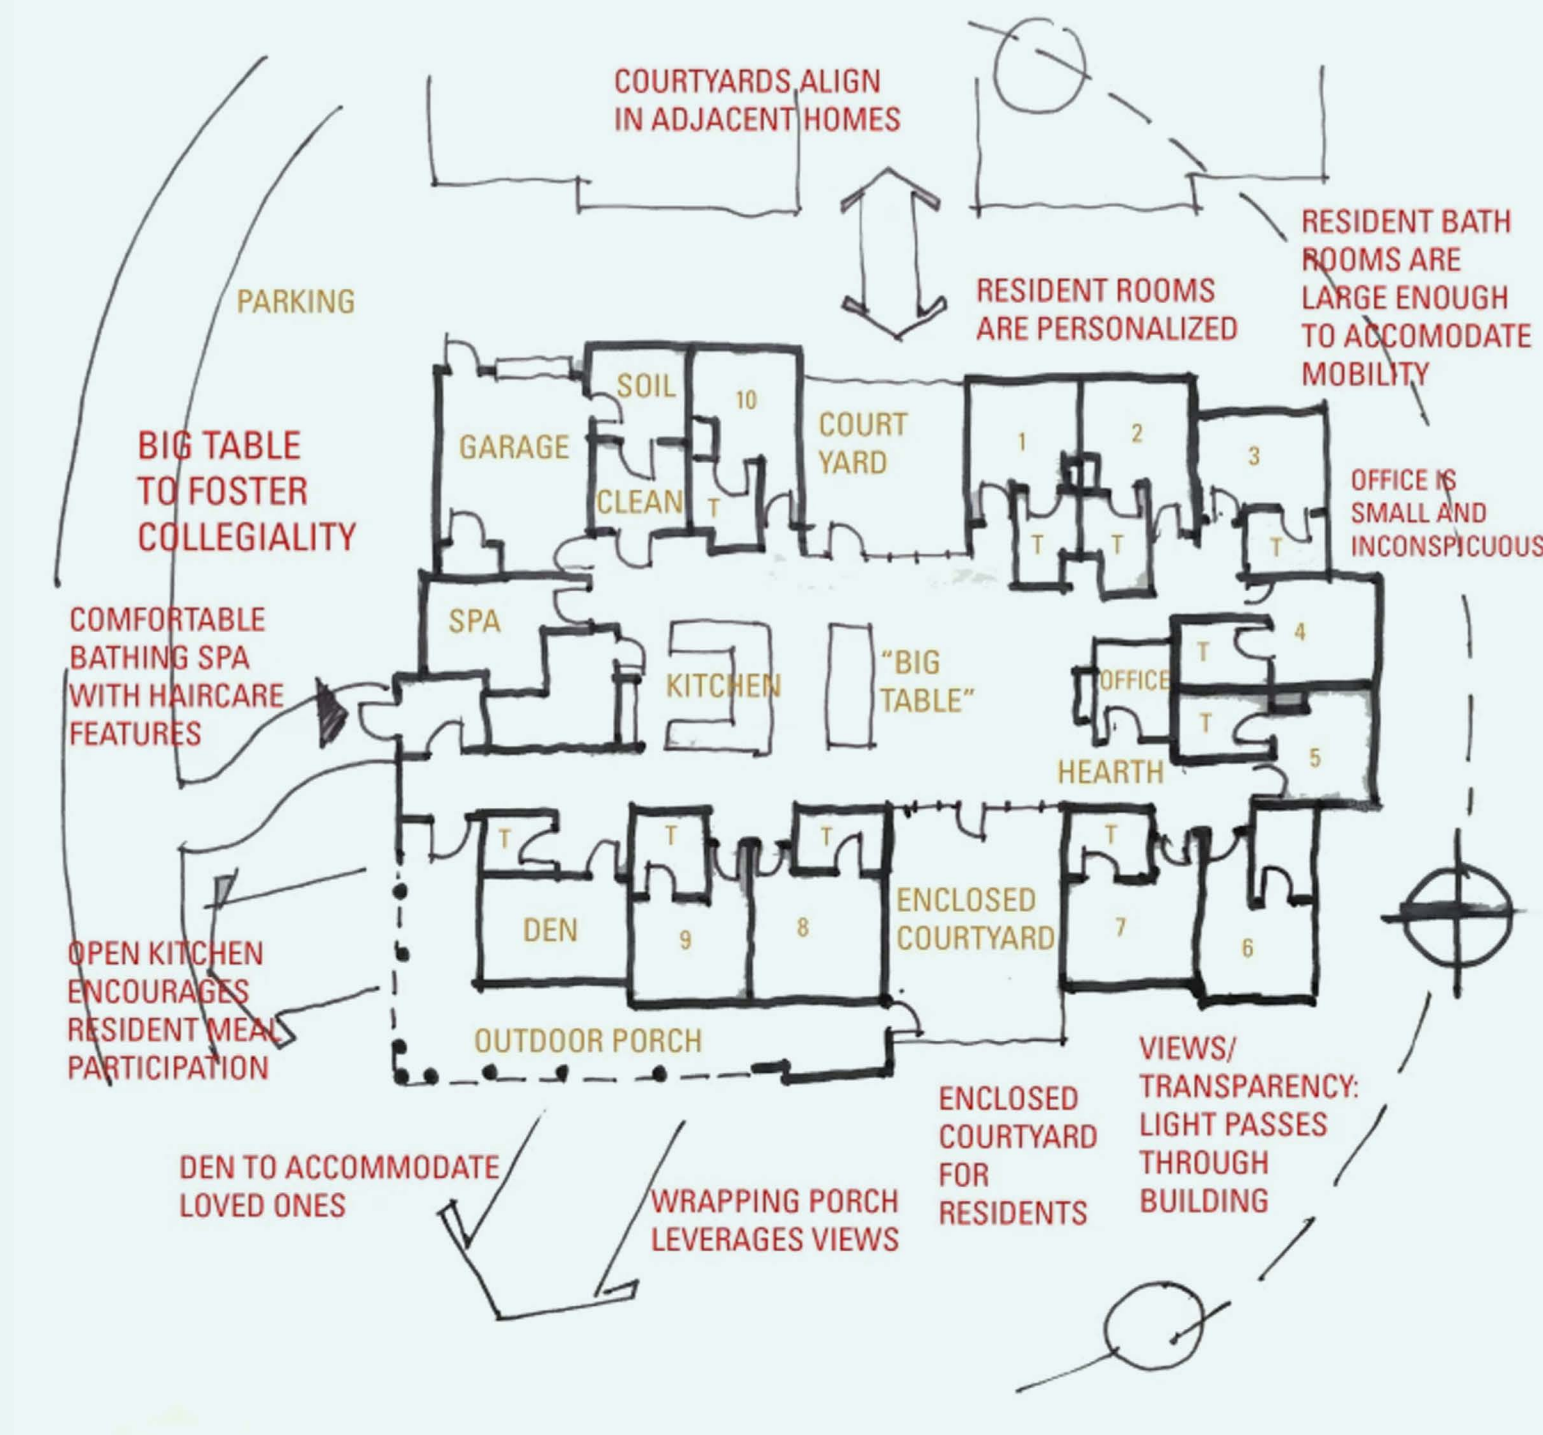 COURTYARDS ALIGN
IN ADJACENT HOMES
RESIDENT BATH
ROOMS ARE
LARGE ENOUGH
TO ACCOMODATE
MOBILITY
RESIDENT ROOMS
ARE PERSONALIZED
PARKING
BIG TABLE
TO FOSTER
COLLEGIALITY
OFFICE IS
SMALL AND
INCONSPICUOUS
COMFORTABLE
BATHING SPA
WITH HAIRCARE
FEATURES
GARAGE
SOIL
CLEAN
10
T
COURT
YARD
1
T
2
T
3
T
SPA
KITCHEN
"BIG
TABLE"
OFFICE
T
4
T
5
HEARTH
T
DEN
T
9
T
8
ENCLOSED
COURTYARD
T
7
6
OUTDOOR PORCH
OPEN KITCHEN
ENCOURAGES
RESIDENT MEAL
PARTICIPATION
DEN TO ACCOMMODATE
LOVED ONES
WRAPPING PORCH
LEVERAGES VIEWS
ENCLOSED
COURTYARD
FOR
RESIDENTS
VIEWS/
TRANSPARENCY:
LIGHT PASSES
THROUGH
BUILDING